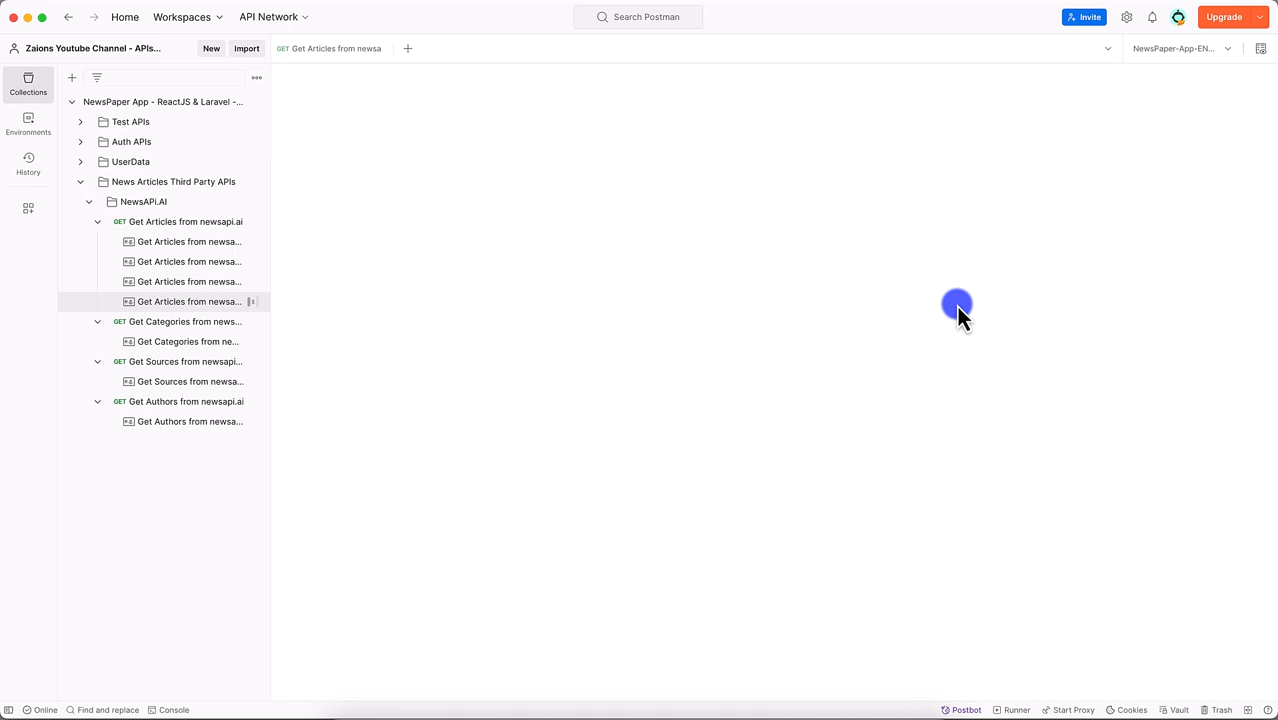 Home Workspaces API Network Search Postman Invite Upgrade
Zaions Youtube Channel - APIs... New Import GET Get Articles from newsa NewsPaper-App-EN...
Collections
Environments
History
NewsPaper App - ReactJS & Laravel -...
Test APIs
Auth APIs
UserData
News Articles Third Party APIs
NewsAPi.AI
GET Get Articles from newsapi.ai
Get Articles from newsa...
Get Articles from newsa...
Get Articles from newsa...
Get Articles from newsa...
GET Get Categories from news...
Get Categories from ne...
GET Get Sources from newsapi...
Get Sources from newsa...
GET Get Authors from newsapi.ai
Get Authors from newsa...
Online Find and replace Console Postbot Runner Start Proxy Cookies Vault Trash